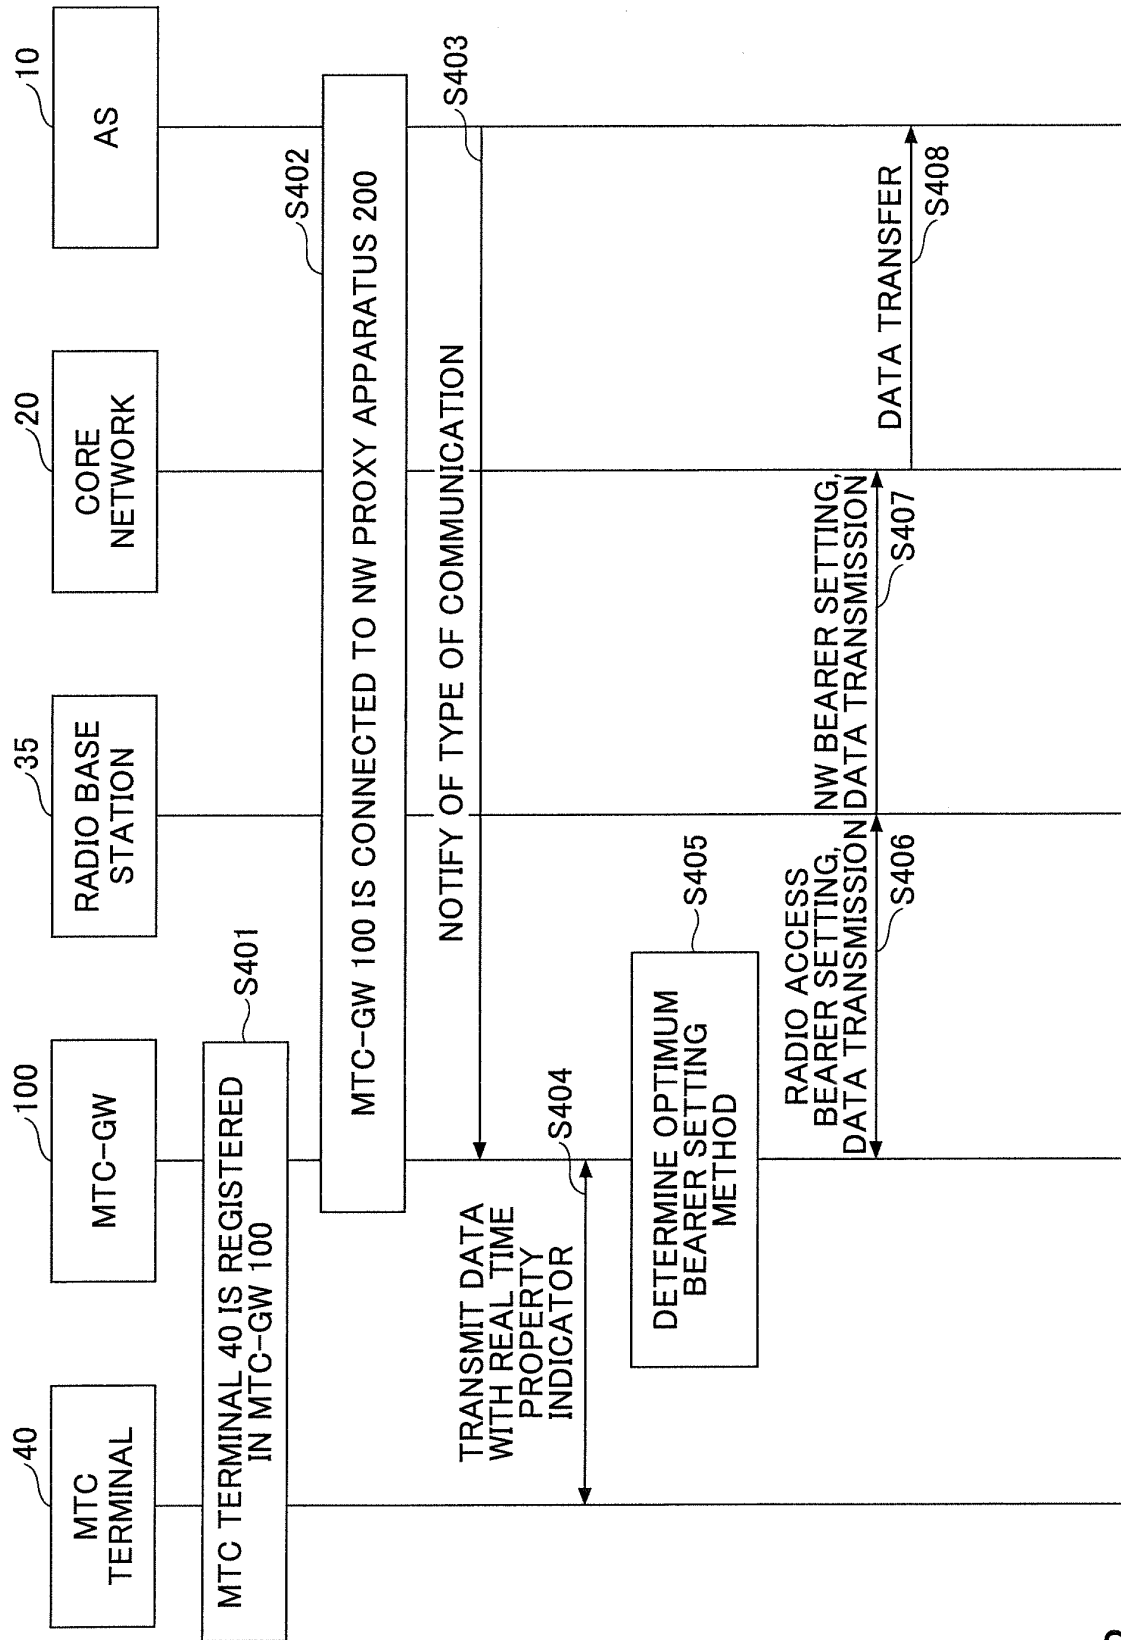 40
MTC
TERMINAL
100
MTC-GW
35
RADIO BASE
STATION
20
CORE
NETWORK
10
AS
MTC TERMINAL 40 IS REGISTERED
IN MTC-GW 100
S401
S402
MTC-GW 100 IS CONNECTED TO NW PROXY APPARATUS 200
NOTIFY OF TYPE OF COMMUNICATION
S403
TRANSMIT DATA
WITH REAL TIME
PROPERTY
INDICATOR
S404
DETERMINE OPTIMUM
BEARER SETTING
METHOD
S405
RADIO ACCESS
BEARER SETTING,
DATA TRANSMISSION
S406
NW BEARER SETTING,
DATA TRANSMISSION
S407
DATA TRANSFER
S408